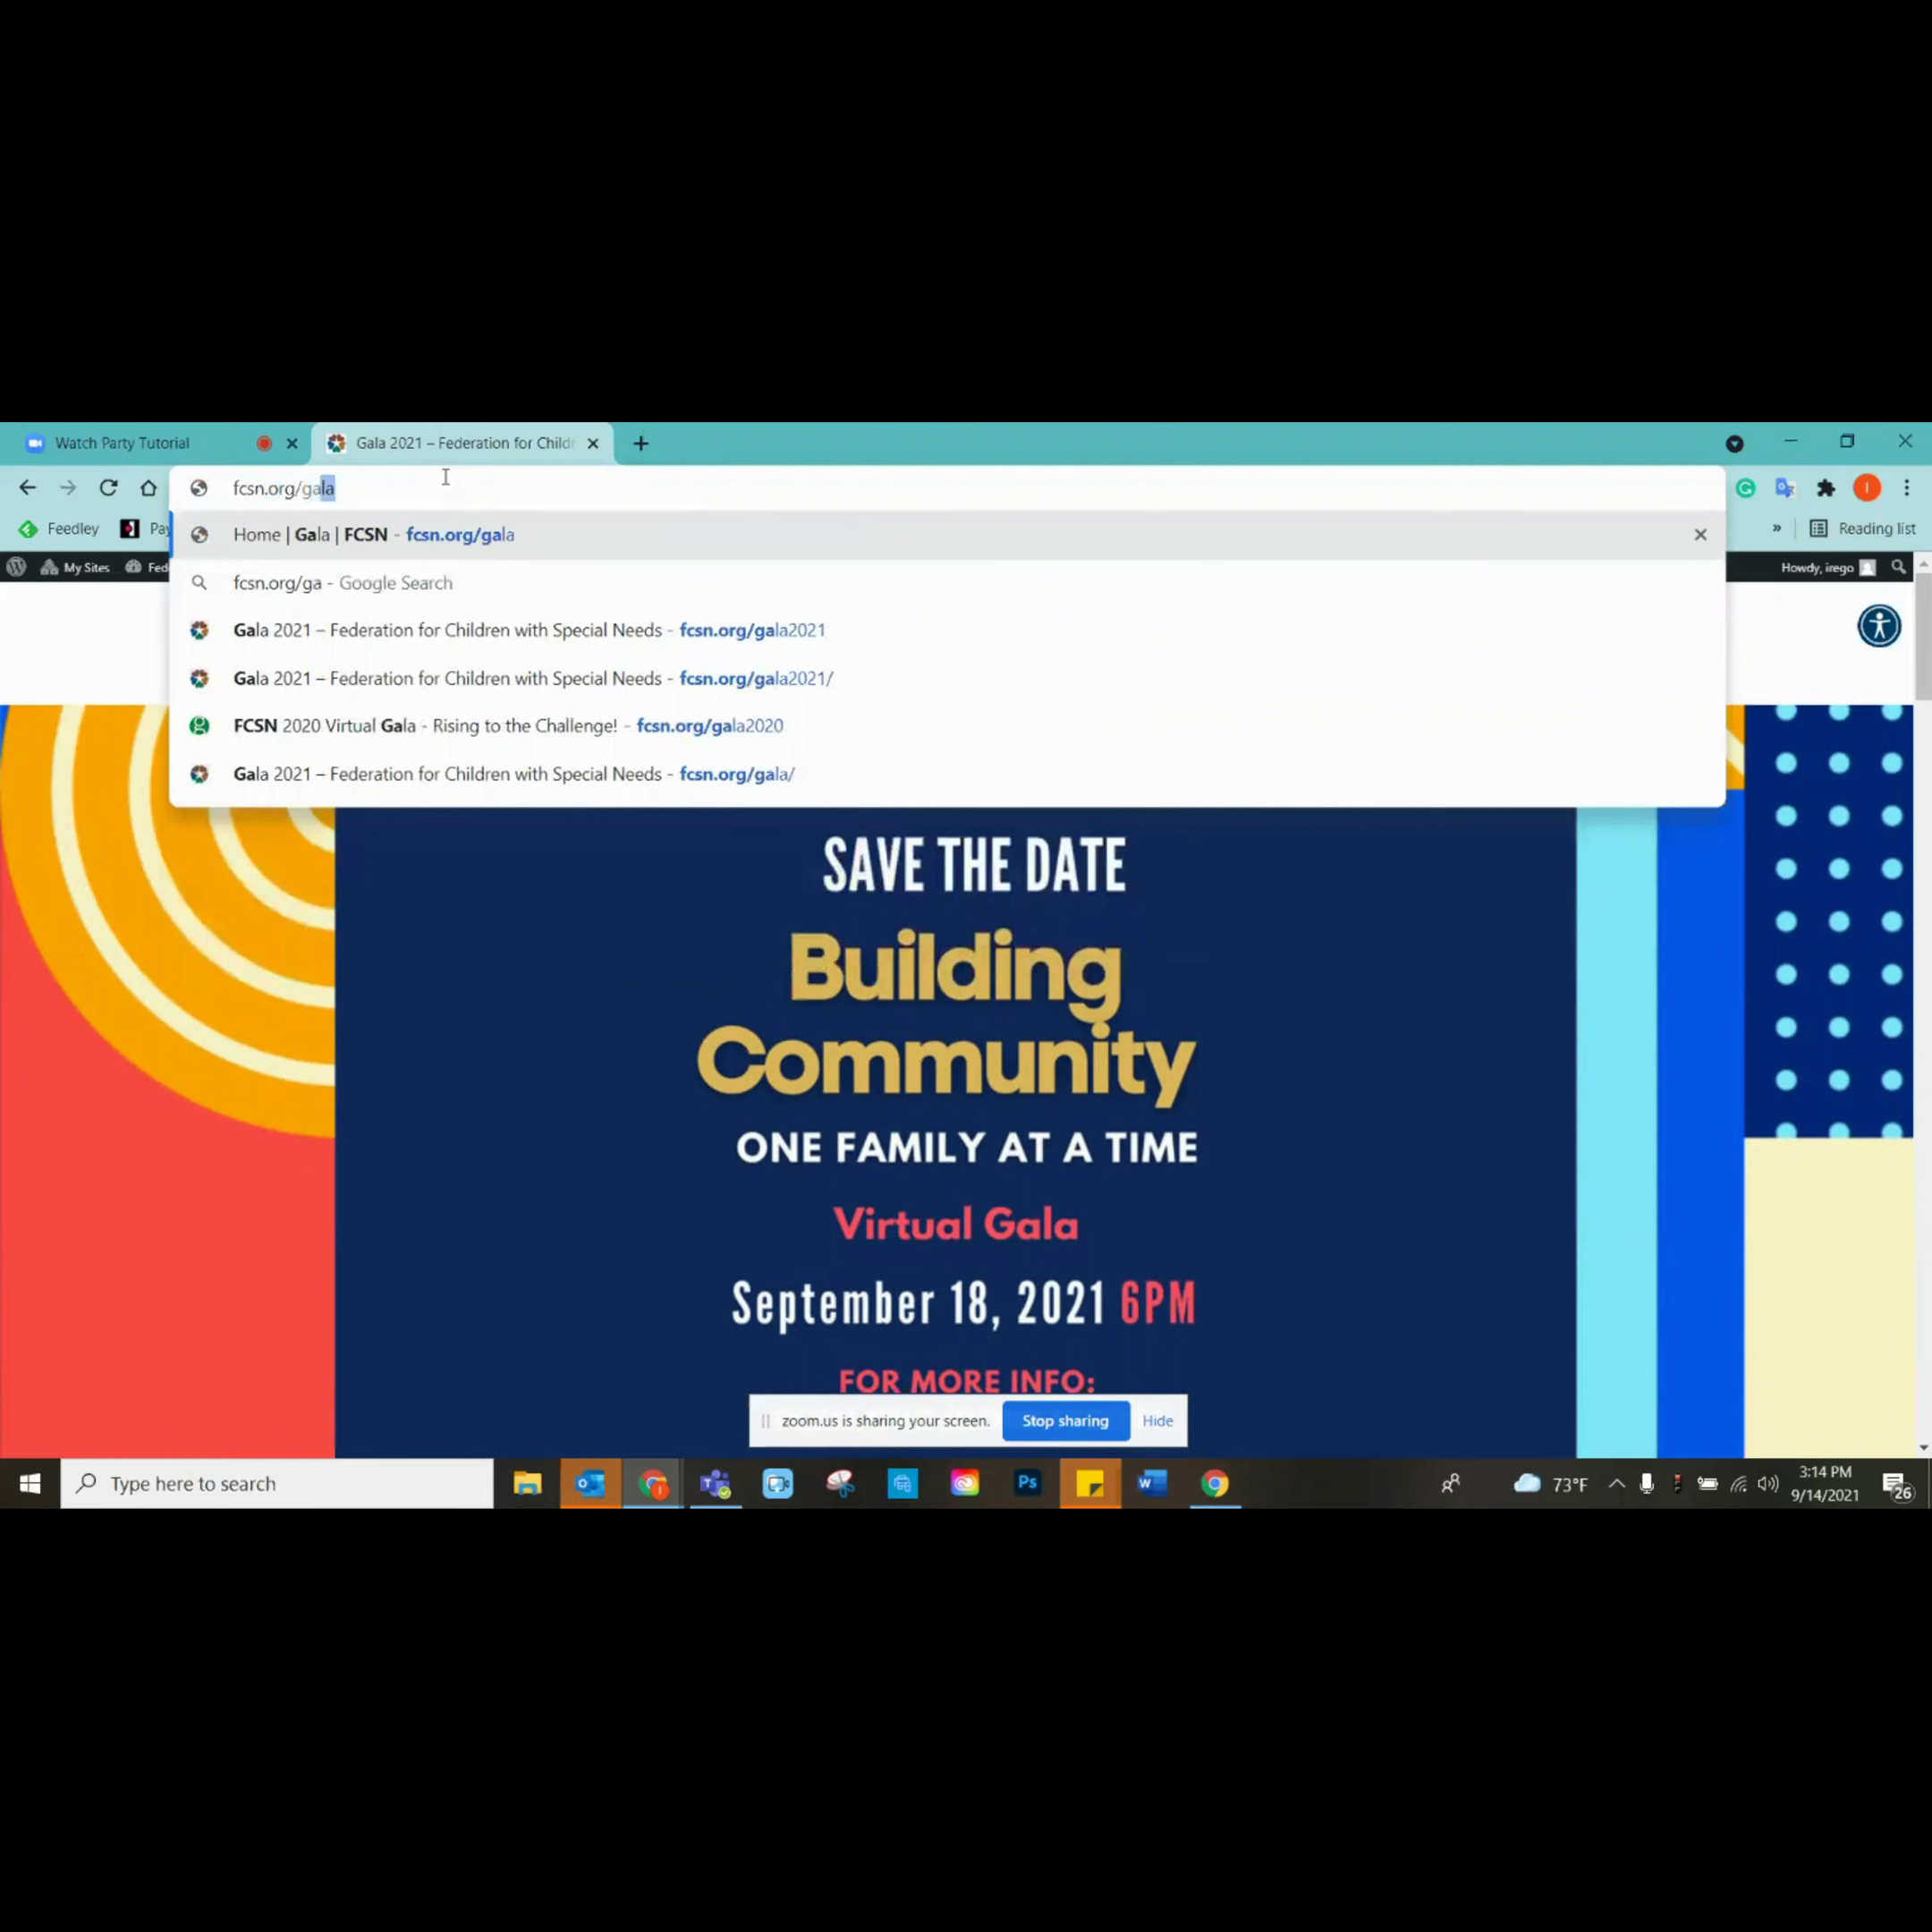 Watch Party Tutorial
Gala 2021 – Federation for Child
fcsn.org/gala
Feedley
Pay
Home | Gala | FCSN - fcsn.org/gala
Reading list
My Sites
Fed
fcsn.org/ga - Google Search
Howdy, irego
Gala 2021 – Federation for Children with Special Needs - fcsn.org/gala2021
Gala 2021 – Federation for Children with Special Needs - fcsn.org/gala2021/
FCSN 2020 Virtual Gala - Rising to the Challenge! - fcsn.org/gala2020
Gala 2021 – Federation for Children with Special Needs - fcsn.org/gala/
SAVE THE DATE
Building
Community
ONE FAMILY AT A TIME
Virtual Gala
September 18, 2021 6PM
FOR MORE INFO:
zoom.us is sharing your screen. Stop sharing Hide
Type here to search
Ps
73°F
3:14 PM
9/14/2021
26